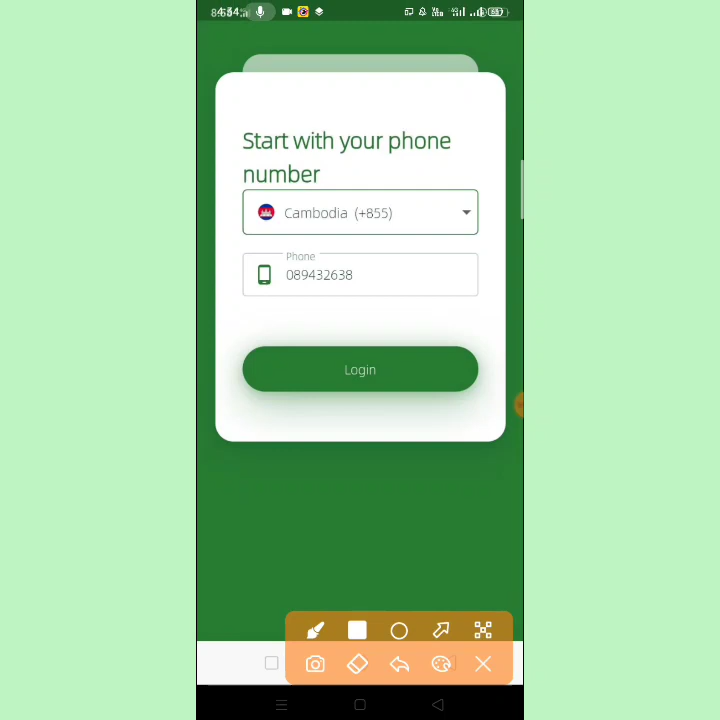 Start with your phone
number
Cambodia (+855)
Phone
089432638
Login